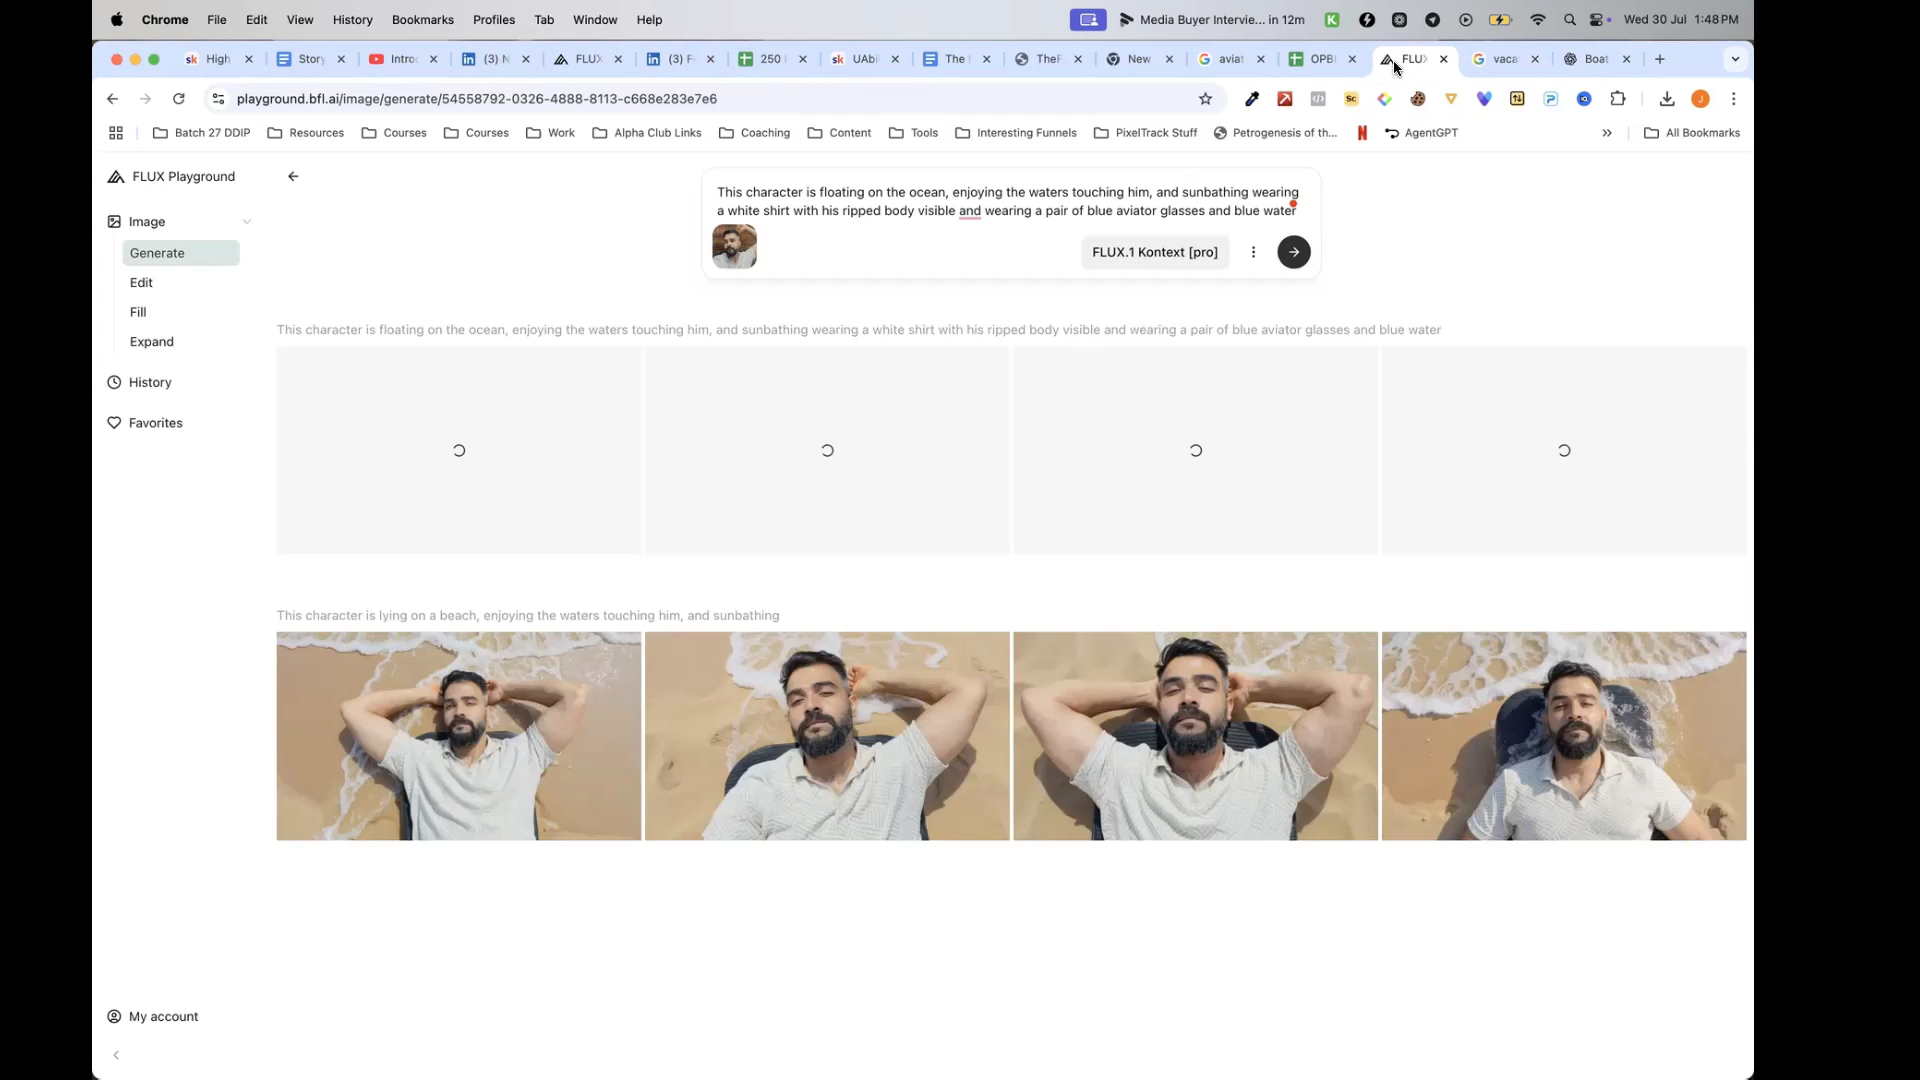 Chrome File Edit View History Bookmarks Profiles Tab Window Help Media Buyer Intervie... in 12m Wed 30 Jul 1:48 PM
High Story Introd (3) N FLUX (3) F 250 UAbi The TheF New aviat OPB FLUX vaca Boat
playground.bfl.ai/image/generate/54558792-0326-4888-8113-c668e283e7e6
Batch 27 DDIP Resources Courses Courses Work Alpha Club Links Coaching Content Tools Interesting Funnels PixelTrack Stuff Petrogenesis of th... AgentGPT All Bookmarks
FLUX Playground
Image
Generate
Edit
Fill
Expand
History
Favorites
My account
This character is floating on the ocean, enjoying the waters touching him, and sunbathing wearing
a white shirt with his ripped body visible and wearing a pair of blue aviator glasses and blue water
FLUX.1 Kontext [pro]
This character is floating on the ocean, enjoying the waters touching him, and sunbathing wearing a white shirt with his ripped body visible and wearing a pair of blue aviator glasses and blue water
This character is lying on a beach, enjoying the waters touching him, and sunbathing